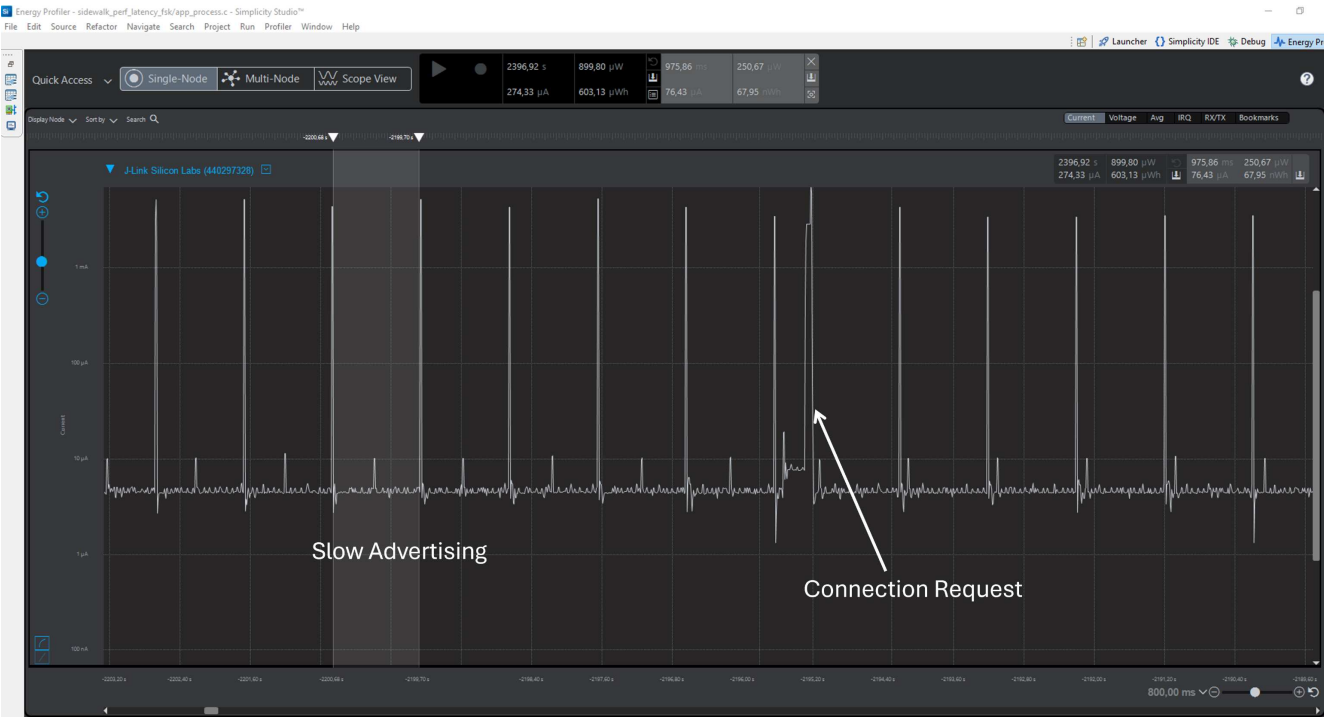 Energy Profiler - sidewalk_perf_latency_fsk/app_process.c - Simplicity Studio™
File Edit Source Refactor Navigate Search Project Run Profiler Window Help
Launcher Simplicity IDE Debug Energy Pr
Quick Access Single-Node Multi-Node Scope View
2396,92 s 899,80 µW 975,86 ms 250,67 µW
274,33 µA 603,13 µWh 76,43 µA 67,95 nWh
Display Node Sort by Search
Current Voltage Avg IRQ RX/TX Bookmarks
J-Link Silicon Labs (440297328)
2396,92 s 899,80 µW 975,86 ms 250,67 µW
274,33 µA 603,13 µWh 76,43 µA 67,95 nWh
1 mA
100 µA
Current
10 µA
1 µA
Slow Advertising
Connection Request
100 nA
800,00 ms